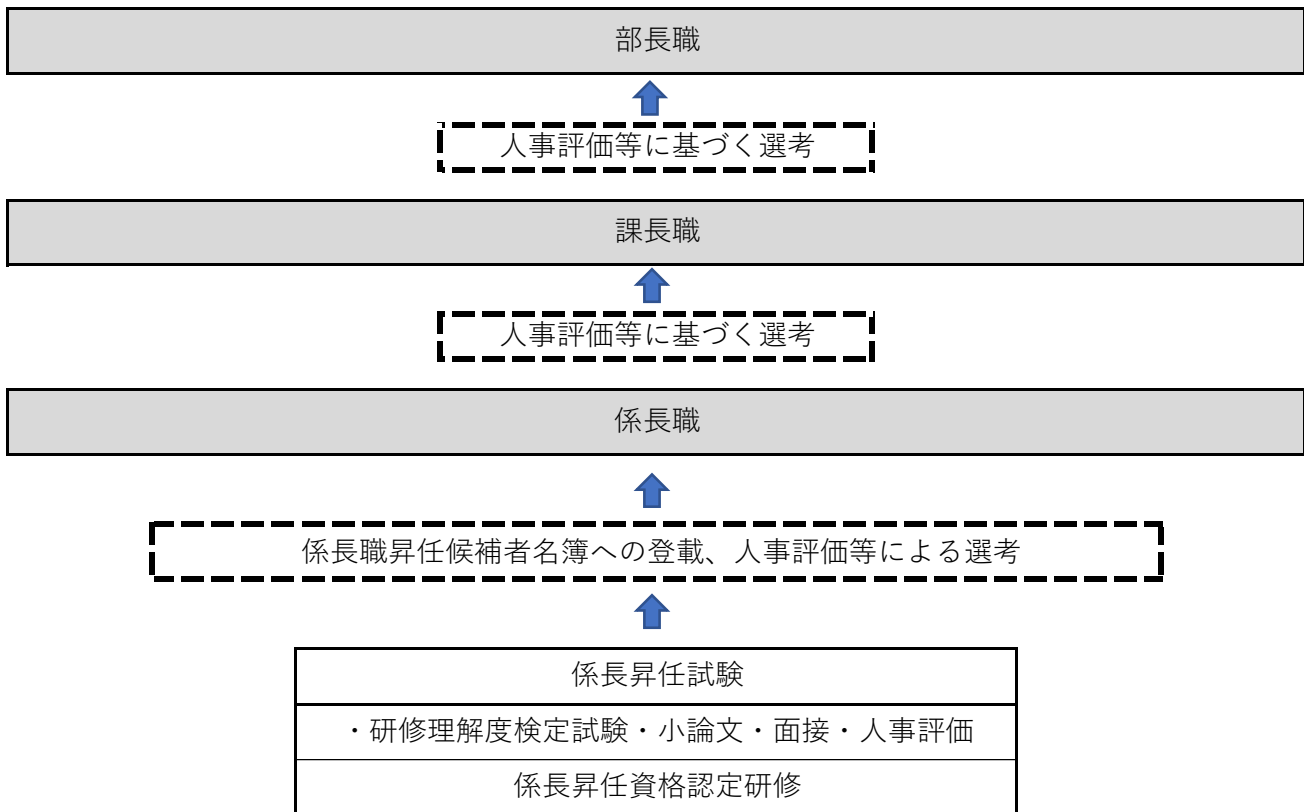 部長職
人事評価等に基づく選考
課長職
人事評価等に基づく選考
係長職
係長職昇任候補者名簿への登載、人事評価等による選考
係長昇任試験
・研修理解度検定試験・小論文・面接・人事評価
係長昇任資格認定研修